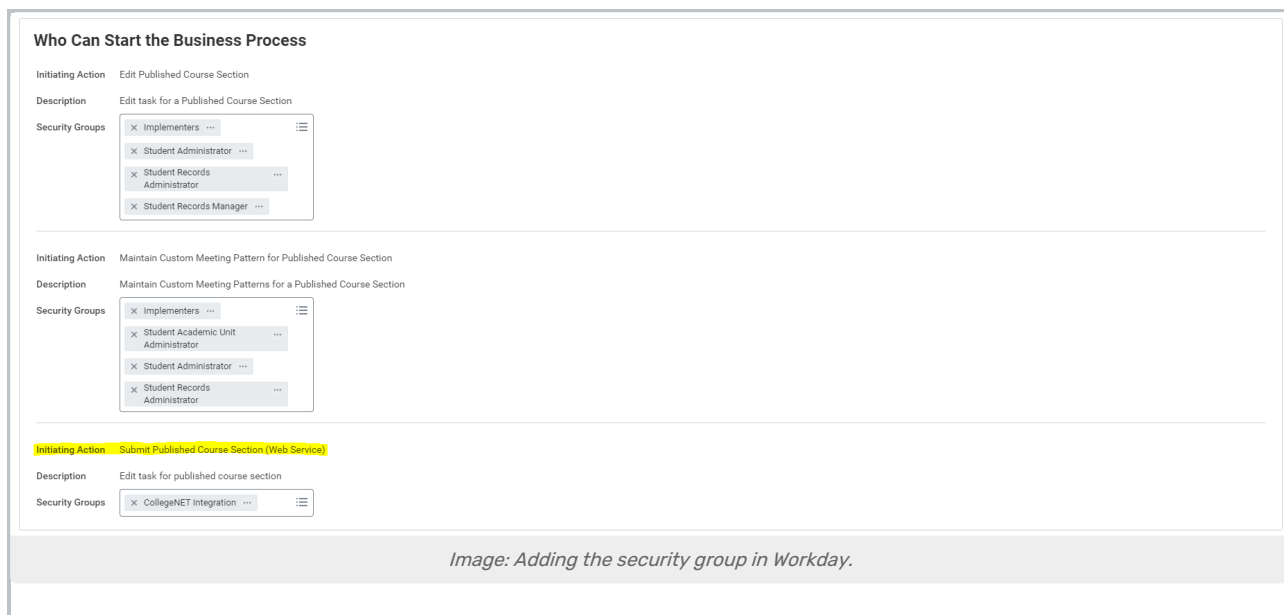 Who Can Start the Business Process
Initiating Action Edit Published Course Section
Description Edit task for a Published Course Section
Security Groups × Implementers ...
× Student Administrator ...
× Student Records ...
Administrator
× Student Records Manager ...
Initiating Action Maintain Custom Meeting Pattern for Published Course Section
Description Maintain Custom Meeting Patterns for a Published Course Section
Security Groups × Implementers ...
× Student Academic Unit ...
Administrator
× Student Administrator ...
× Student Records ...
Administrator
Initiating Action Submit Published Course Section (Web Service)
Description Edit task for published course section
Security Groups × CollegeNET Integration ...
Image: Adding the security group in Workday.